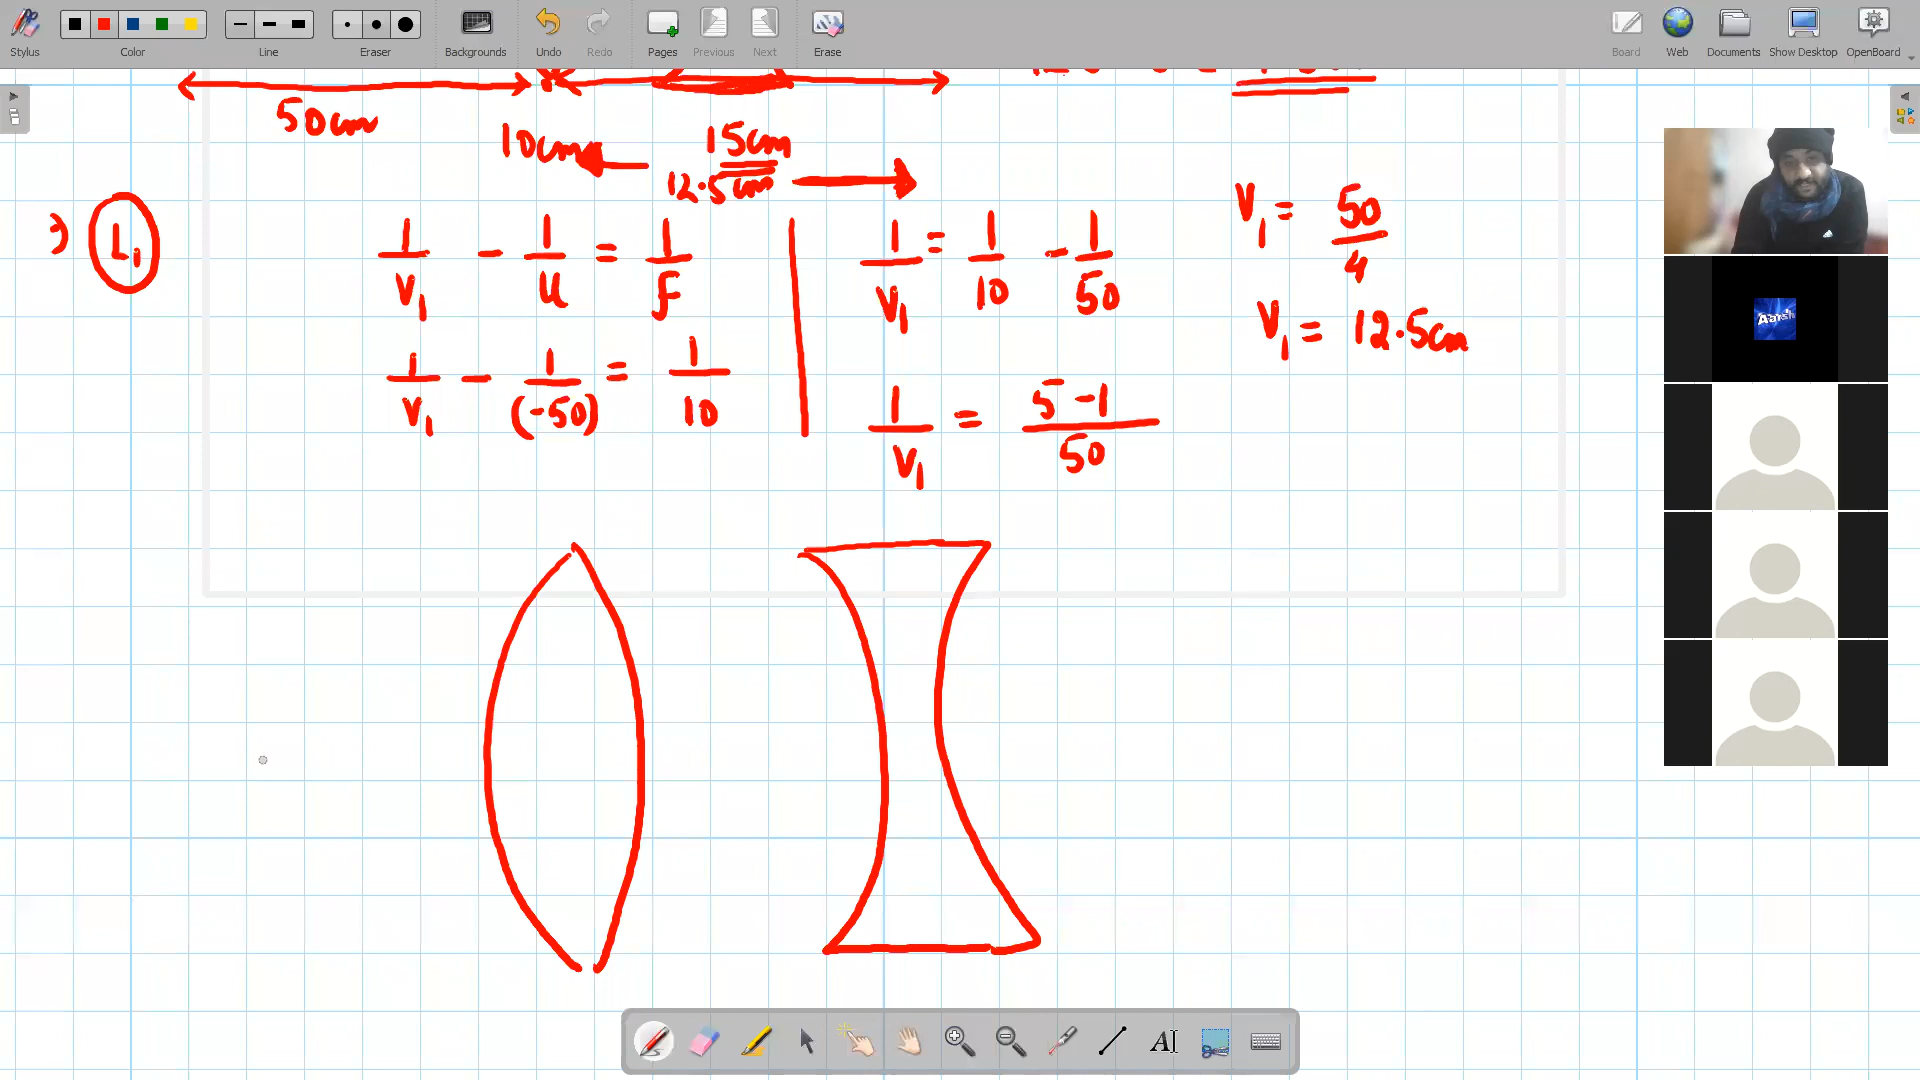 Stylus Color Line Eraser Backgrounds Undo Redo Pages Previous Next Erase Board Web Documents Show Desktop OpenBoard
50cm
10cm
15cm
12.5cm
L₁
1/V₁ - 1/u = 1/f
1/V₁ - 1/(-50) = 1/10
1/V₁ = 1/10 - 1/50
1/V₁ = 5-1/50
V₁ = 50/4
V₁ = 12.5cm
Aarsh